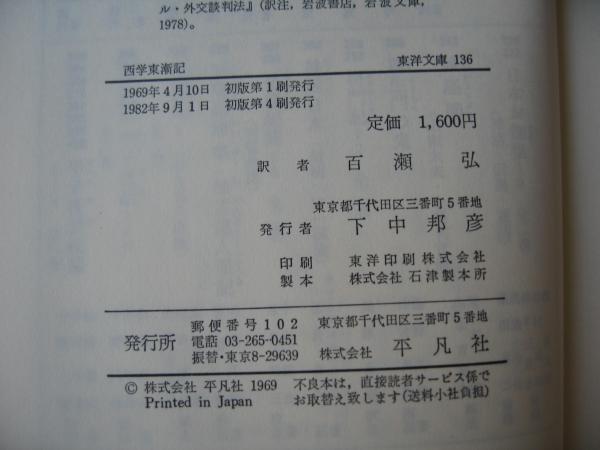 ル・外交談判法』(訳注，岩波書店，岩波文庫，
1978)。
西学東漸記　　東洋文庫 136
1969年4月10日　初版第1刷発行
1982年9月1日　初版第4刷発行
定価　1,600円
訳者　百瀬　弘
東京都千代田区三番町5番地
発行者　下中邦彦
印刷　東洋印刷株式会社
製本　株式会社 石津製本所
発行所　郵便番号102　東京都千代田区三番町5番地
電話 03-265-0451
振替・東京8-29639　株式会社　平凡社
© 株式会社 平凡社 1969　不良本は，直接読者サービス係で
Printed in Japan　お取替え致します(送料小社負担)